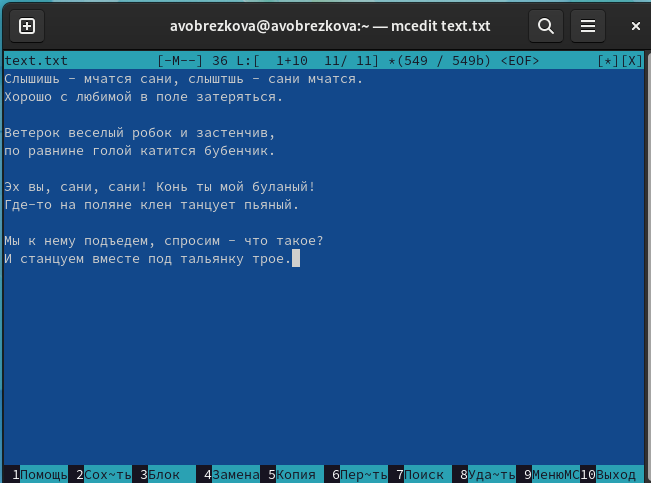 avobrezkova@avobrezkova:~ — mcedit text.txt
text.txt [-M--] 36 L:[ 1+10 11/ 11] *(549 / 549b) <EOF> [*][X]
Слышишь - мчатся сани, слыштшь - сани мчатся.
Хорошо с любимой в поле затеряться.

Ветерок веселый робок и застенчив,
по равнине голой катится бубенчик.

Эх вы, сани, сани! Конь ты мой буланый!
Где-то на поляне клен танцует пьяный.

Мы к нему подъедем, спросим - что такое?
И станцуем вместе под тальянку трое.
1Помощь 2Сох~ть 3Блок 4Замена 5Копия 6Пер~ть 7Поиск 8Уда~ть 9МенюMC 10Выход